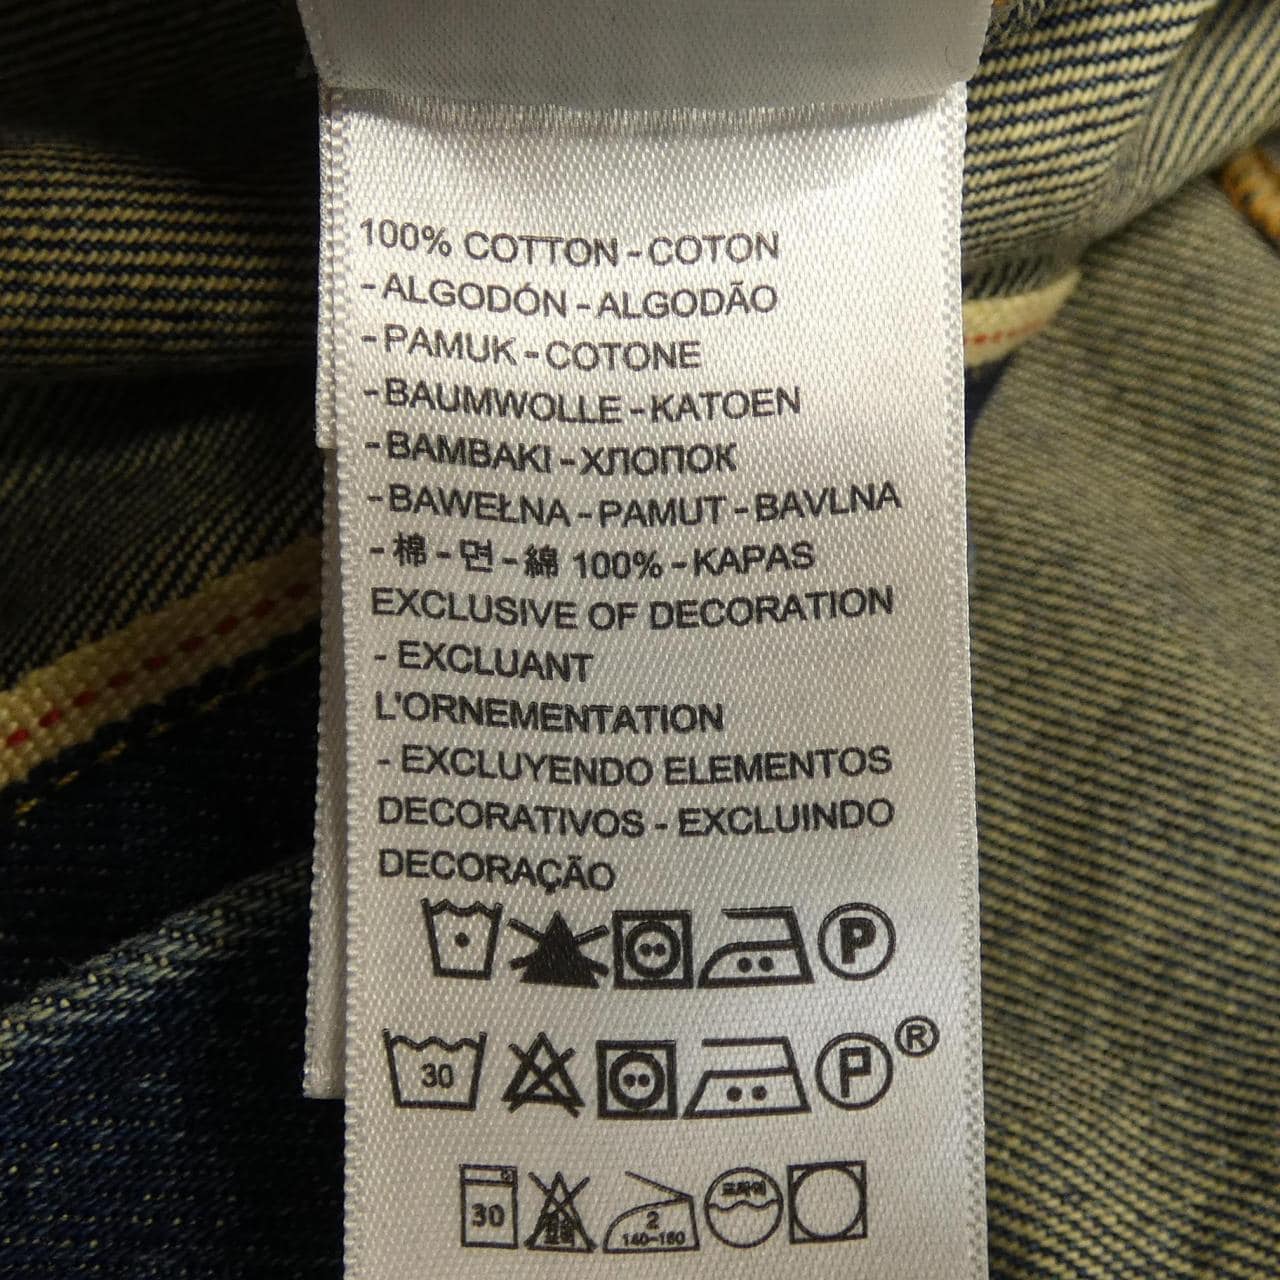 100% COTTON - COTON
- ALGODÓN - ALGODÃO
- PAMUK - COTONE
- BAUMWOLLE - KATOEN
- BAMBAKI - ХЛОПОК
- BAWEŁNA - PAMUT - BAVLNA
- 棉 - 면 - 綿 100% - KAPAS
EXCLUSIVE OF DECORATION
- EXCLUANT
L'ORNEMENTATION
- EXCLUYENDO ELEMENTOS
DECORATIVOS - EXCLUINDO
DECORAÇÃO
P
30 P ®
30 2
140-160